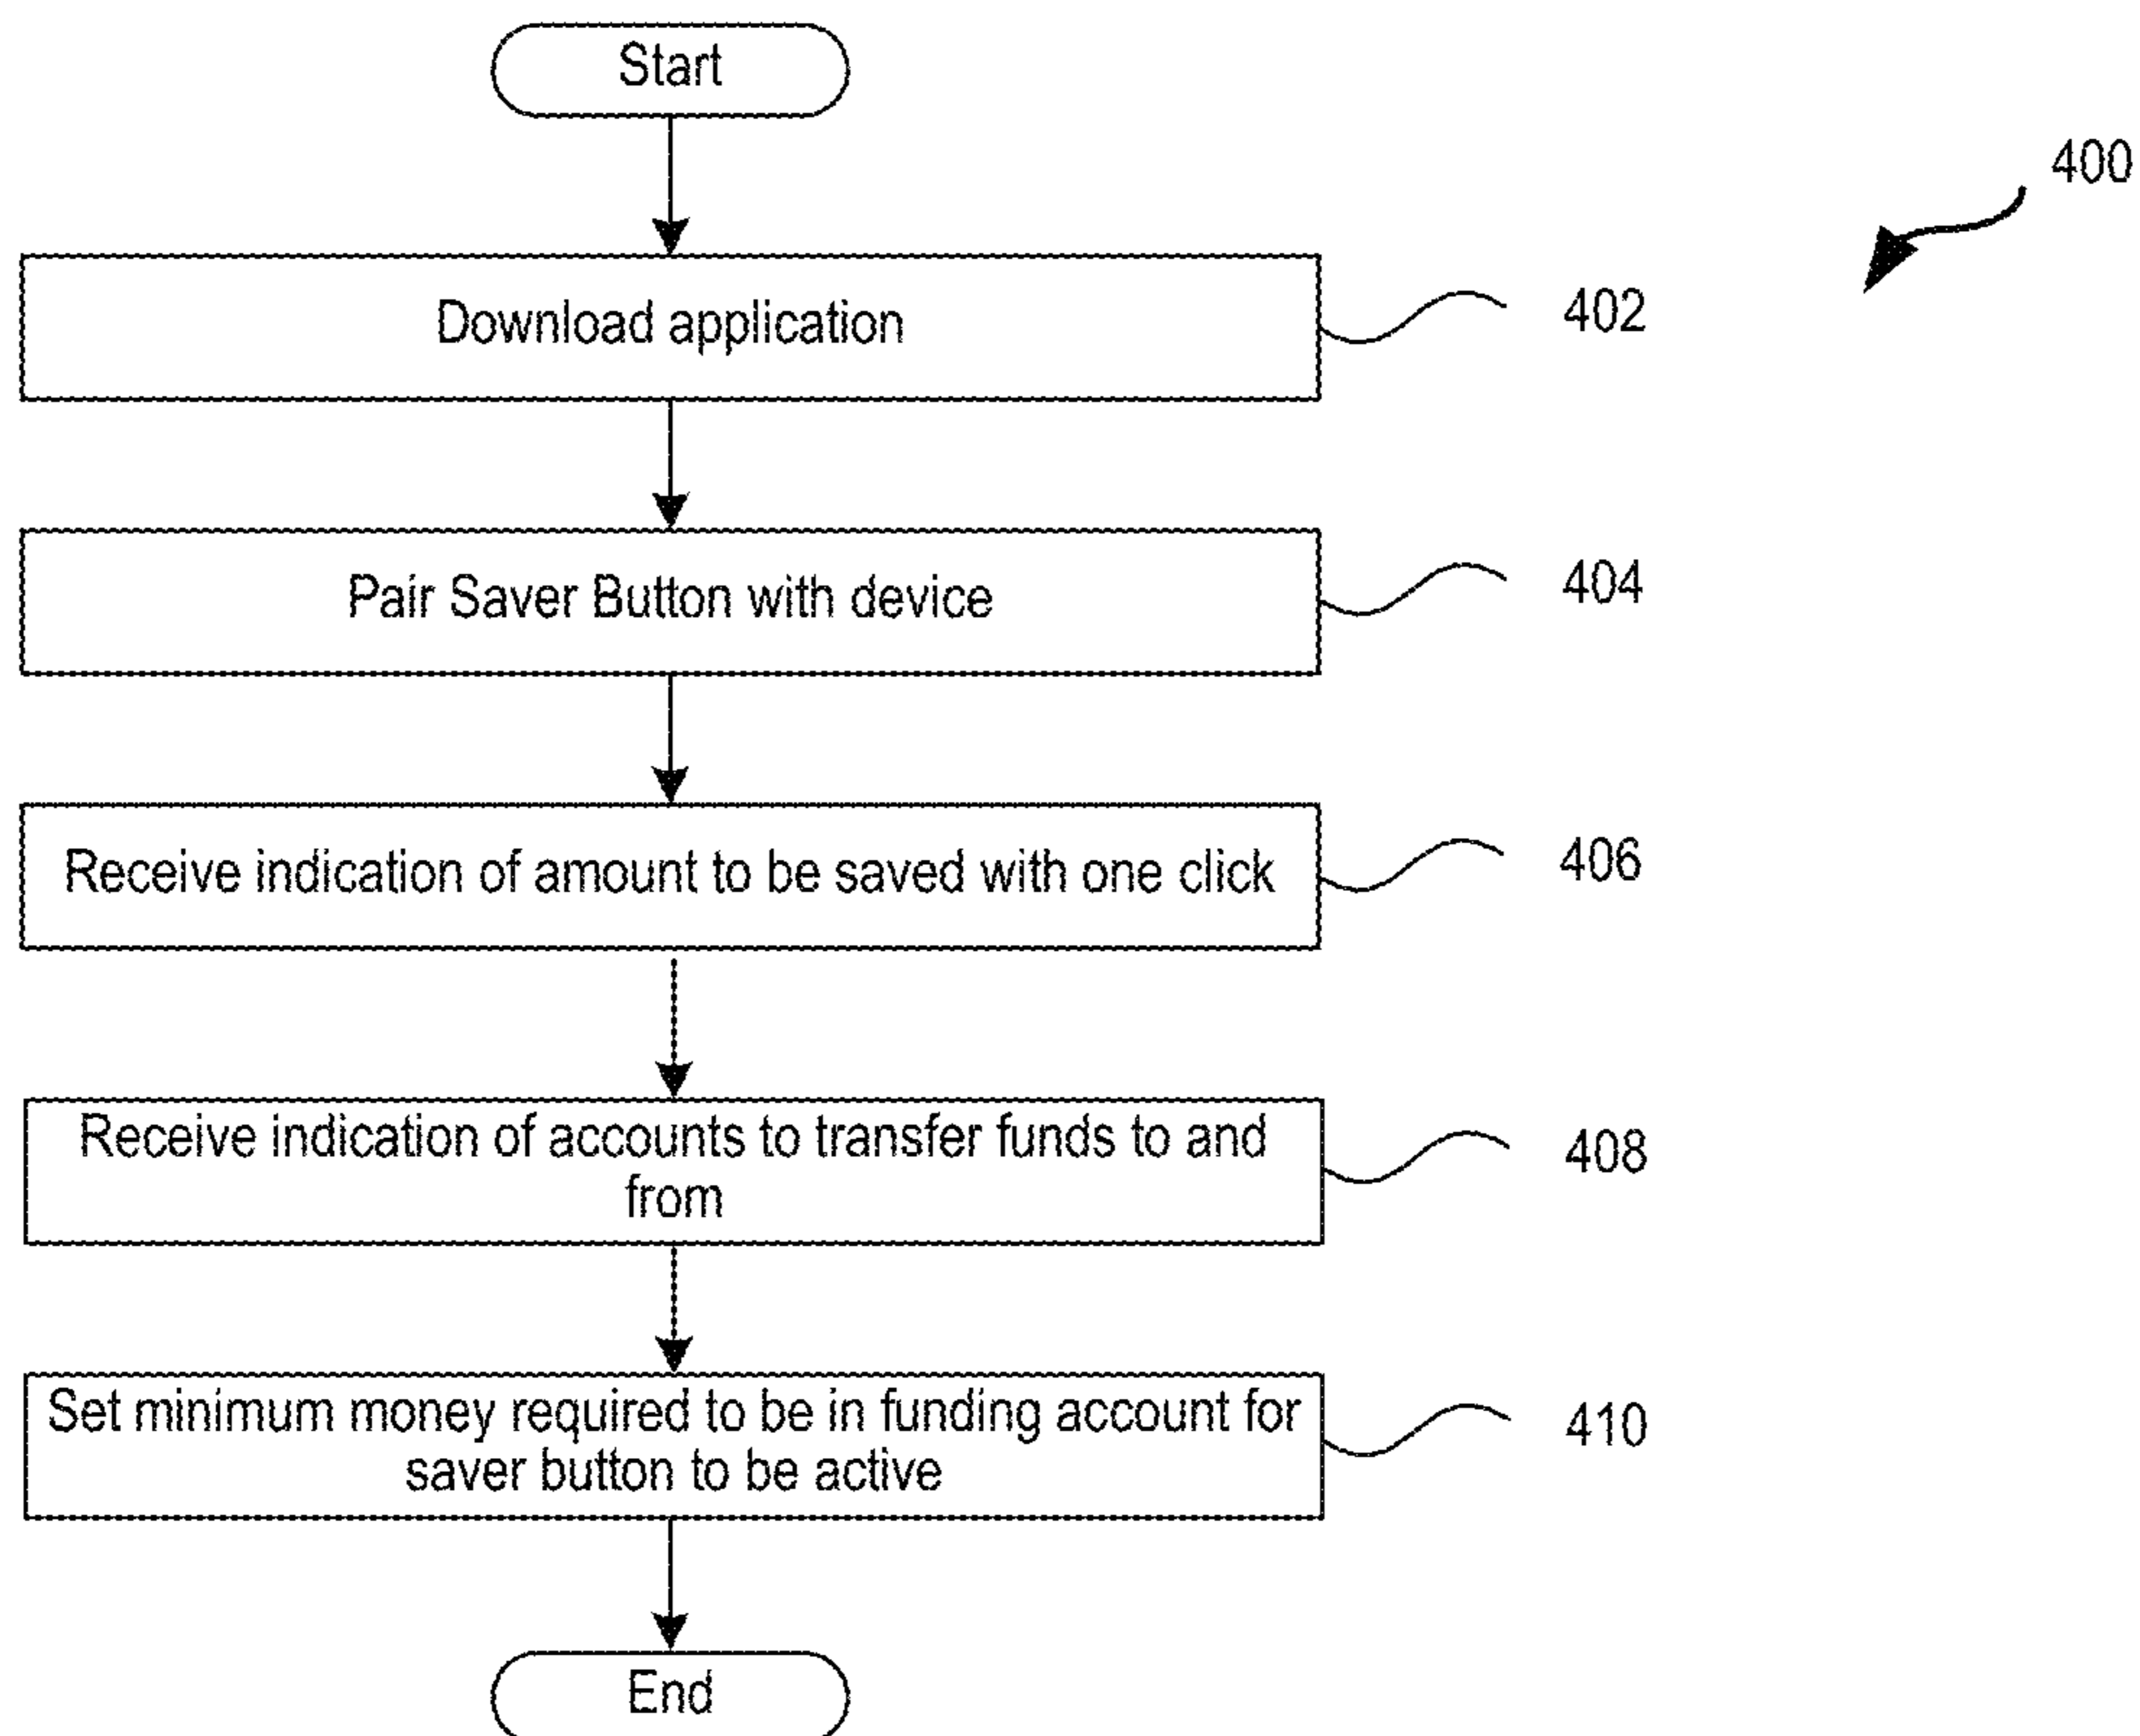 Start
400
Download application
402
Pair Saver Button with device
404
Receive indication of amount to be saved with one click
406
Receive indication of accounts to transfer funds to and
from
408
Set minimum money required to be in funding account for
saver button to be active
410
End